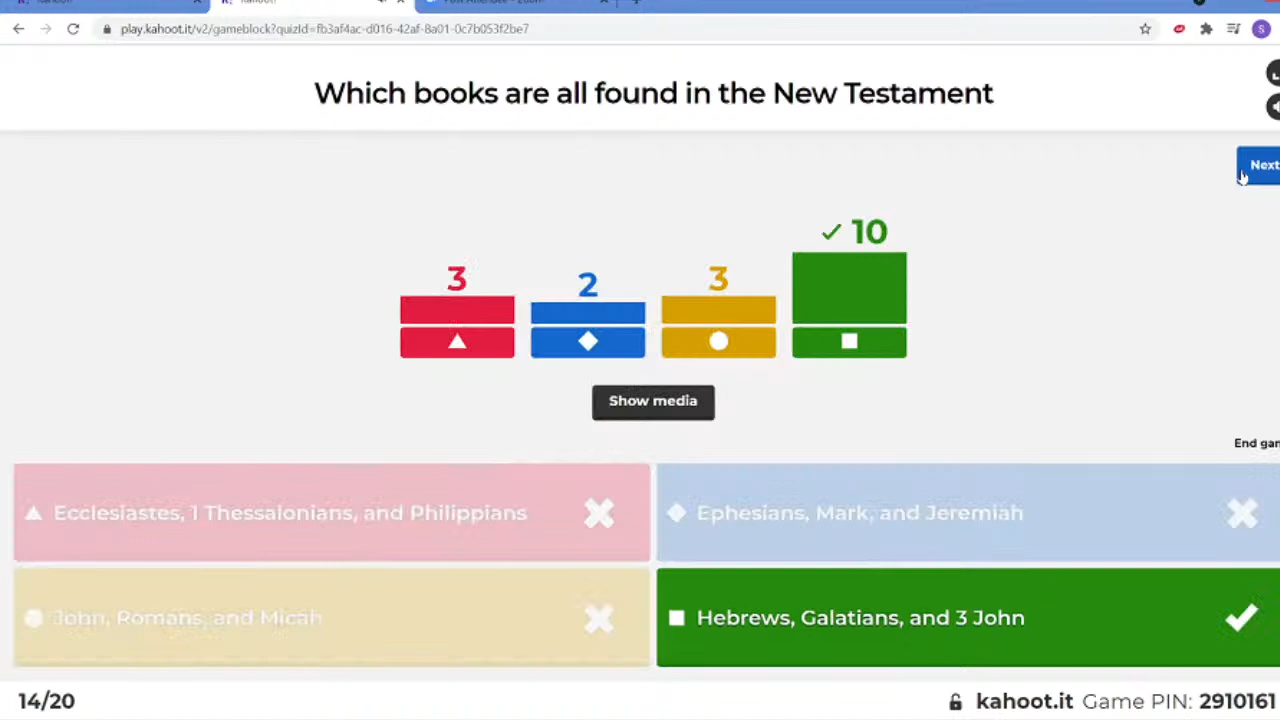 play.kahoot.it/v2/gameblock?quizId=fb3af4ac-d016-42af-8a01-0c7b053f2be7
S
Which books are all found in the New Testament
Next
10
3
2
3
Show media
End gam
Ecclesiastes, 1 Thessalonians, and Philippians
Ephesians, Mark, and Jeremiah
John, Romans, and Micah
Hebrews, Galatians, and 3 John
14/20
kahoot.it Game PIN: 2910161